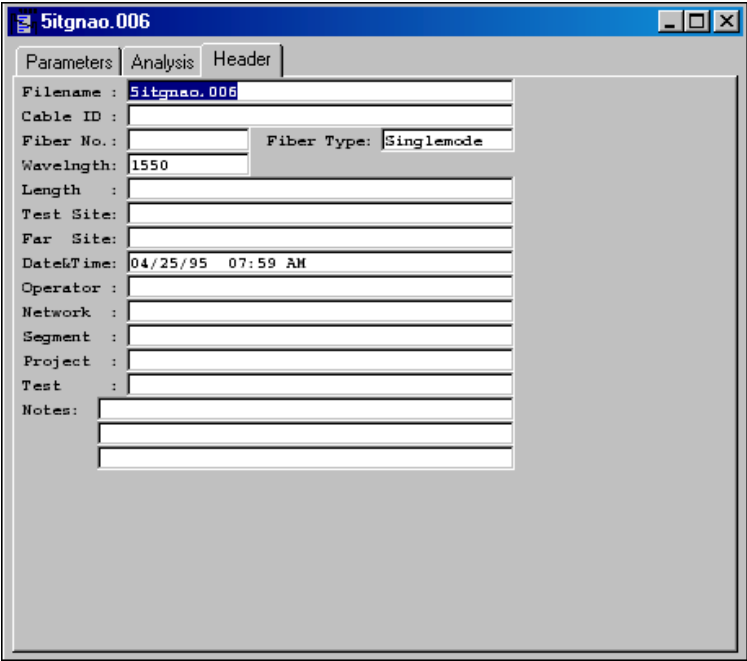 5itgnao.006
Parameters Analysis Header
Filename : 5itgnao.006
Cable ID :
Fiber No.: Fiber Type: Singlemode
Wavelngth: 1550
Length :
Test Site:
Far Site:
Date&Time: 04/25/95 07:59 AM
Operator :
Network :
Segment :
Project :
Test :
Notes: